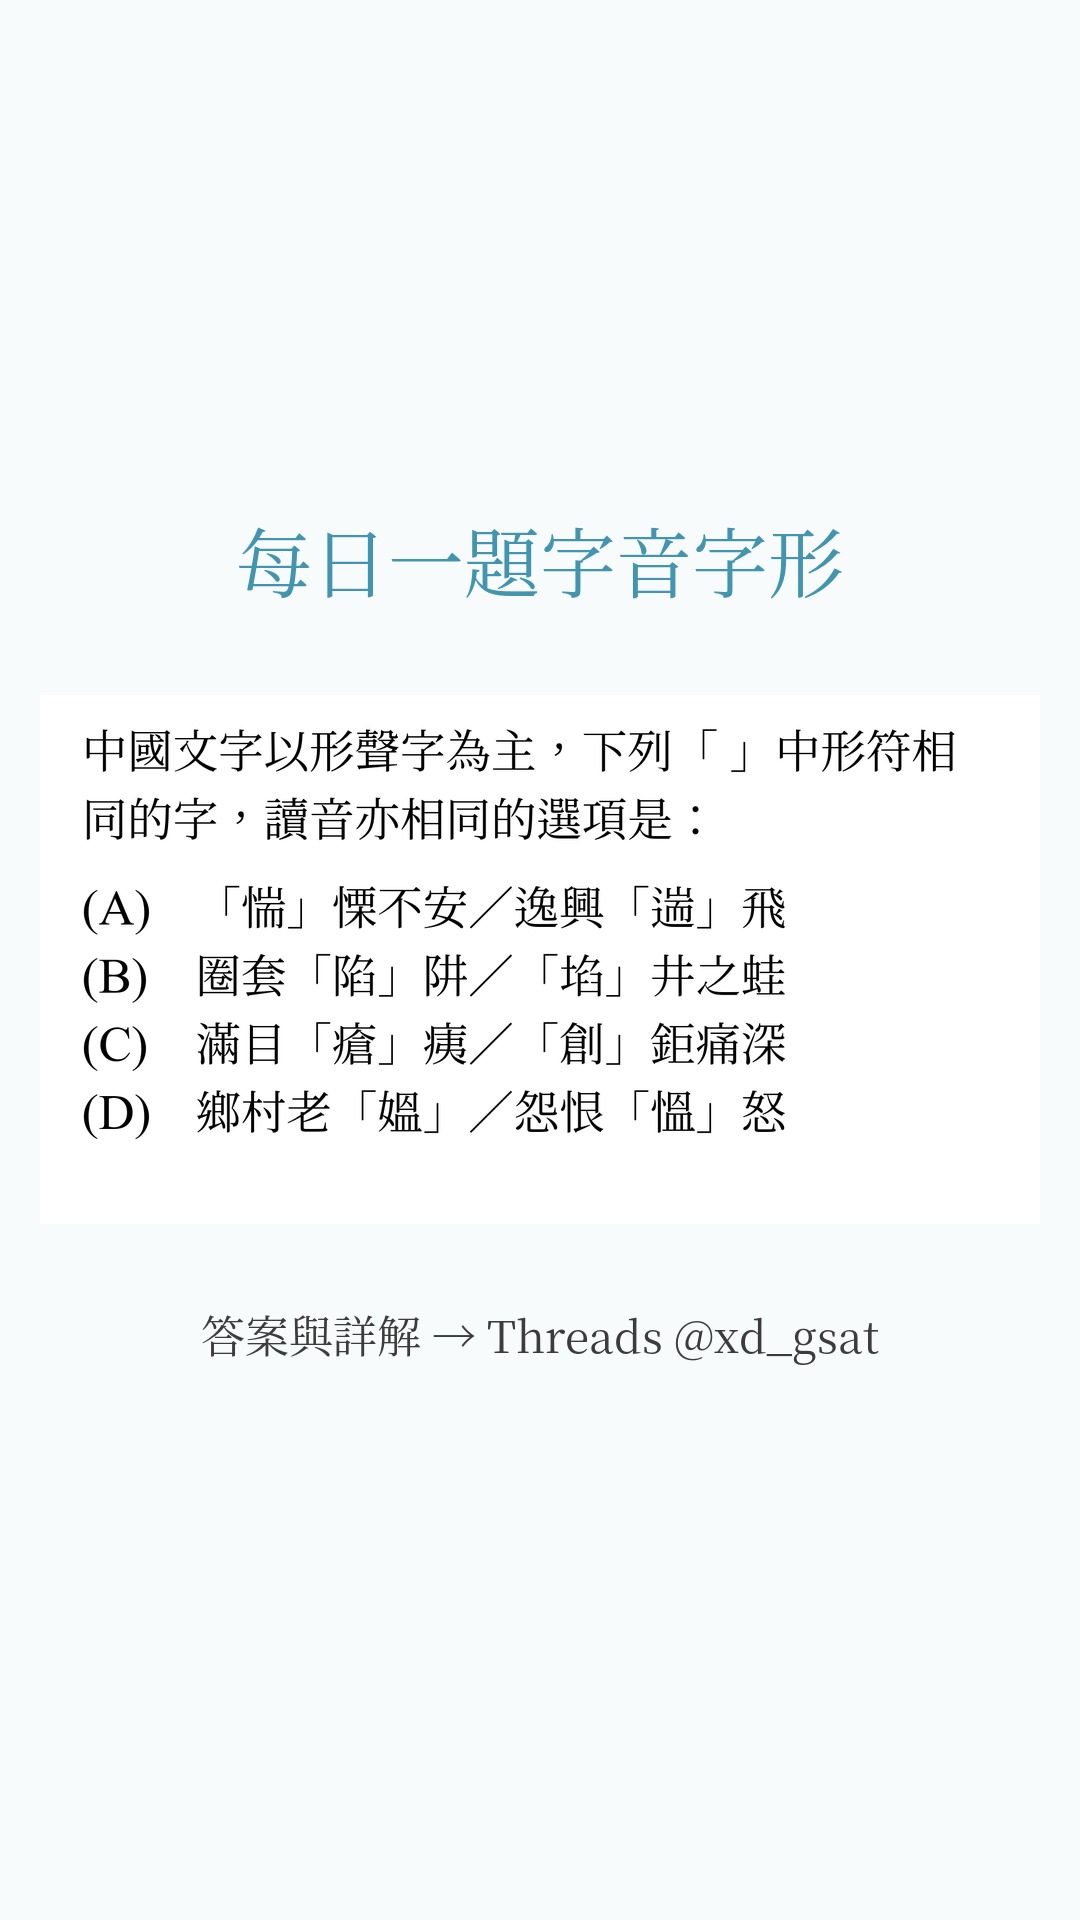 每日一題字音字形
中國文字以形聲字為主，下列「 」中形符相
同的字，讀音亦相同的選項是：
(A) 「惴」慄不安／逸興「遄」飛
(B) 圈套「陷」阱／「埳」井之蛙
(C) 滿目「瘡」痍／「創」鉅痛深
(D) 鄉村老「媼」／怨恨「慍」怒
答案與詳解 → Threads @xd_gsat